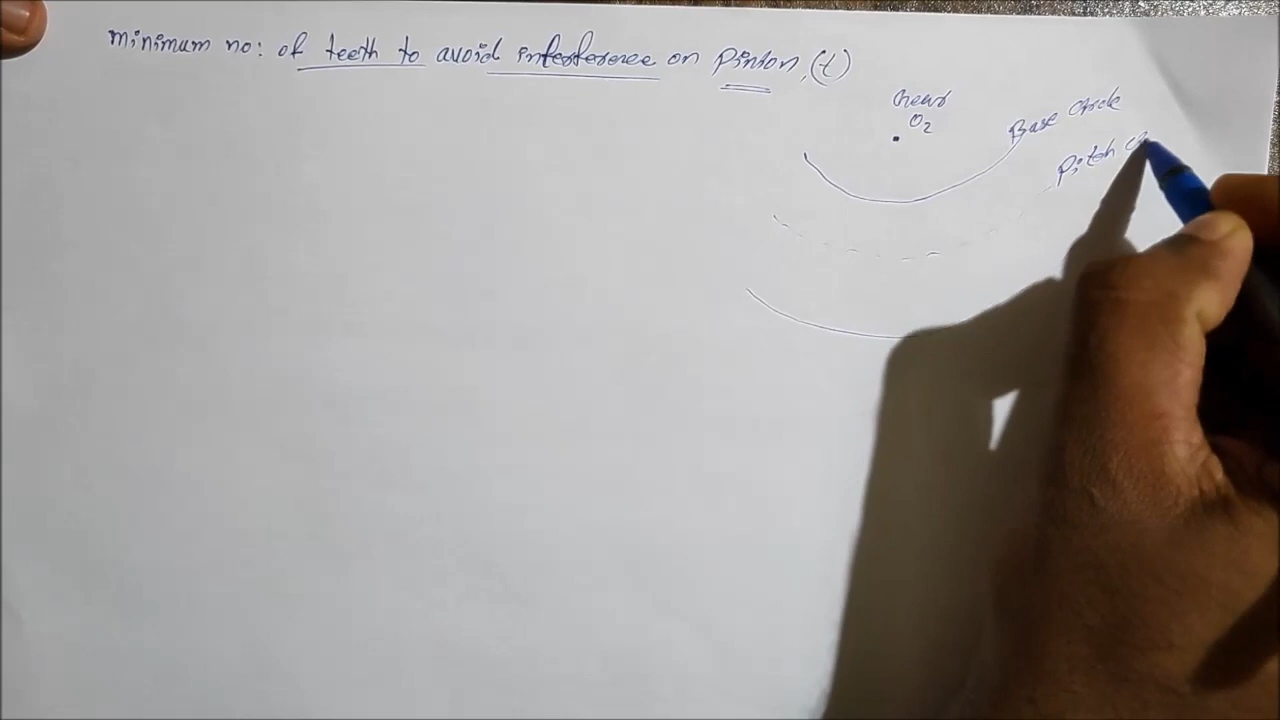 minimum no: of teeth to avoid interference on pinion, (t)
Gear
O2
Base circle
Pitch